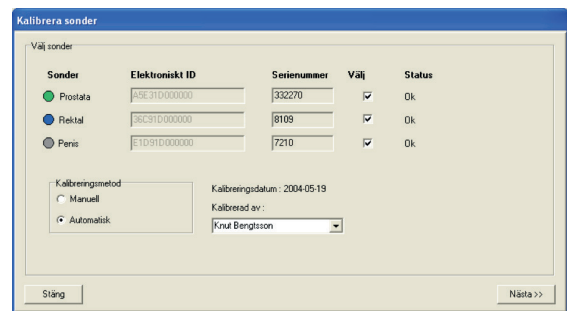 Kalibrera sonder
Välj sonder
Sonder Elektroniskt ID Serienummer Välj Status
Prostata A5E31D000000 332270 Ok
Rektal 36C91D000000 8109 Ok
Penis E1D91D000000 7210 Ok
Kalibreringsmetod
Manuell
Automatisk
Kalibreringsdatum : 2004-05-19
Kalibrerad av :
Knut Bengtsson
Stäng Nästa >>